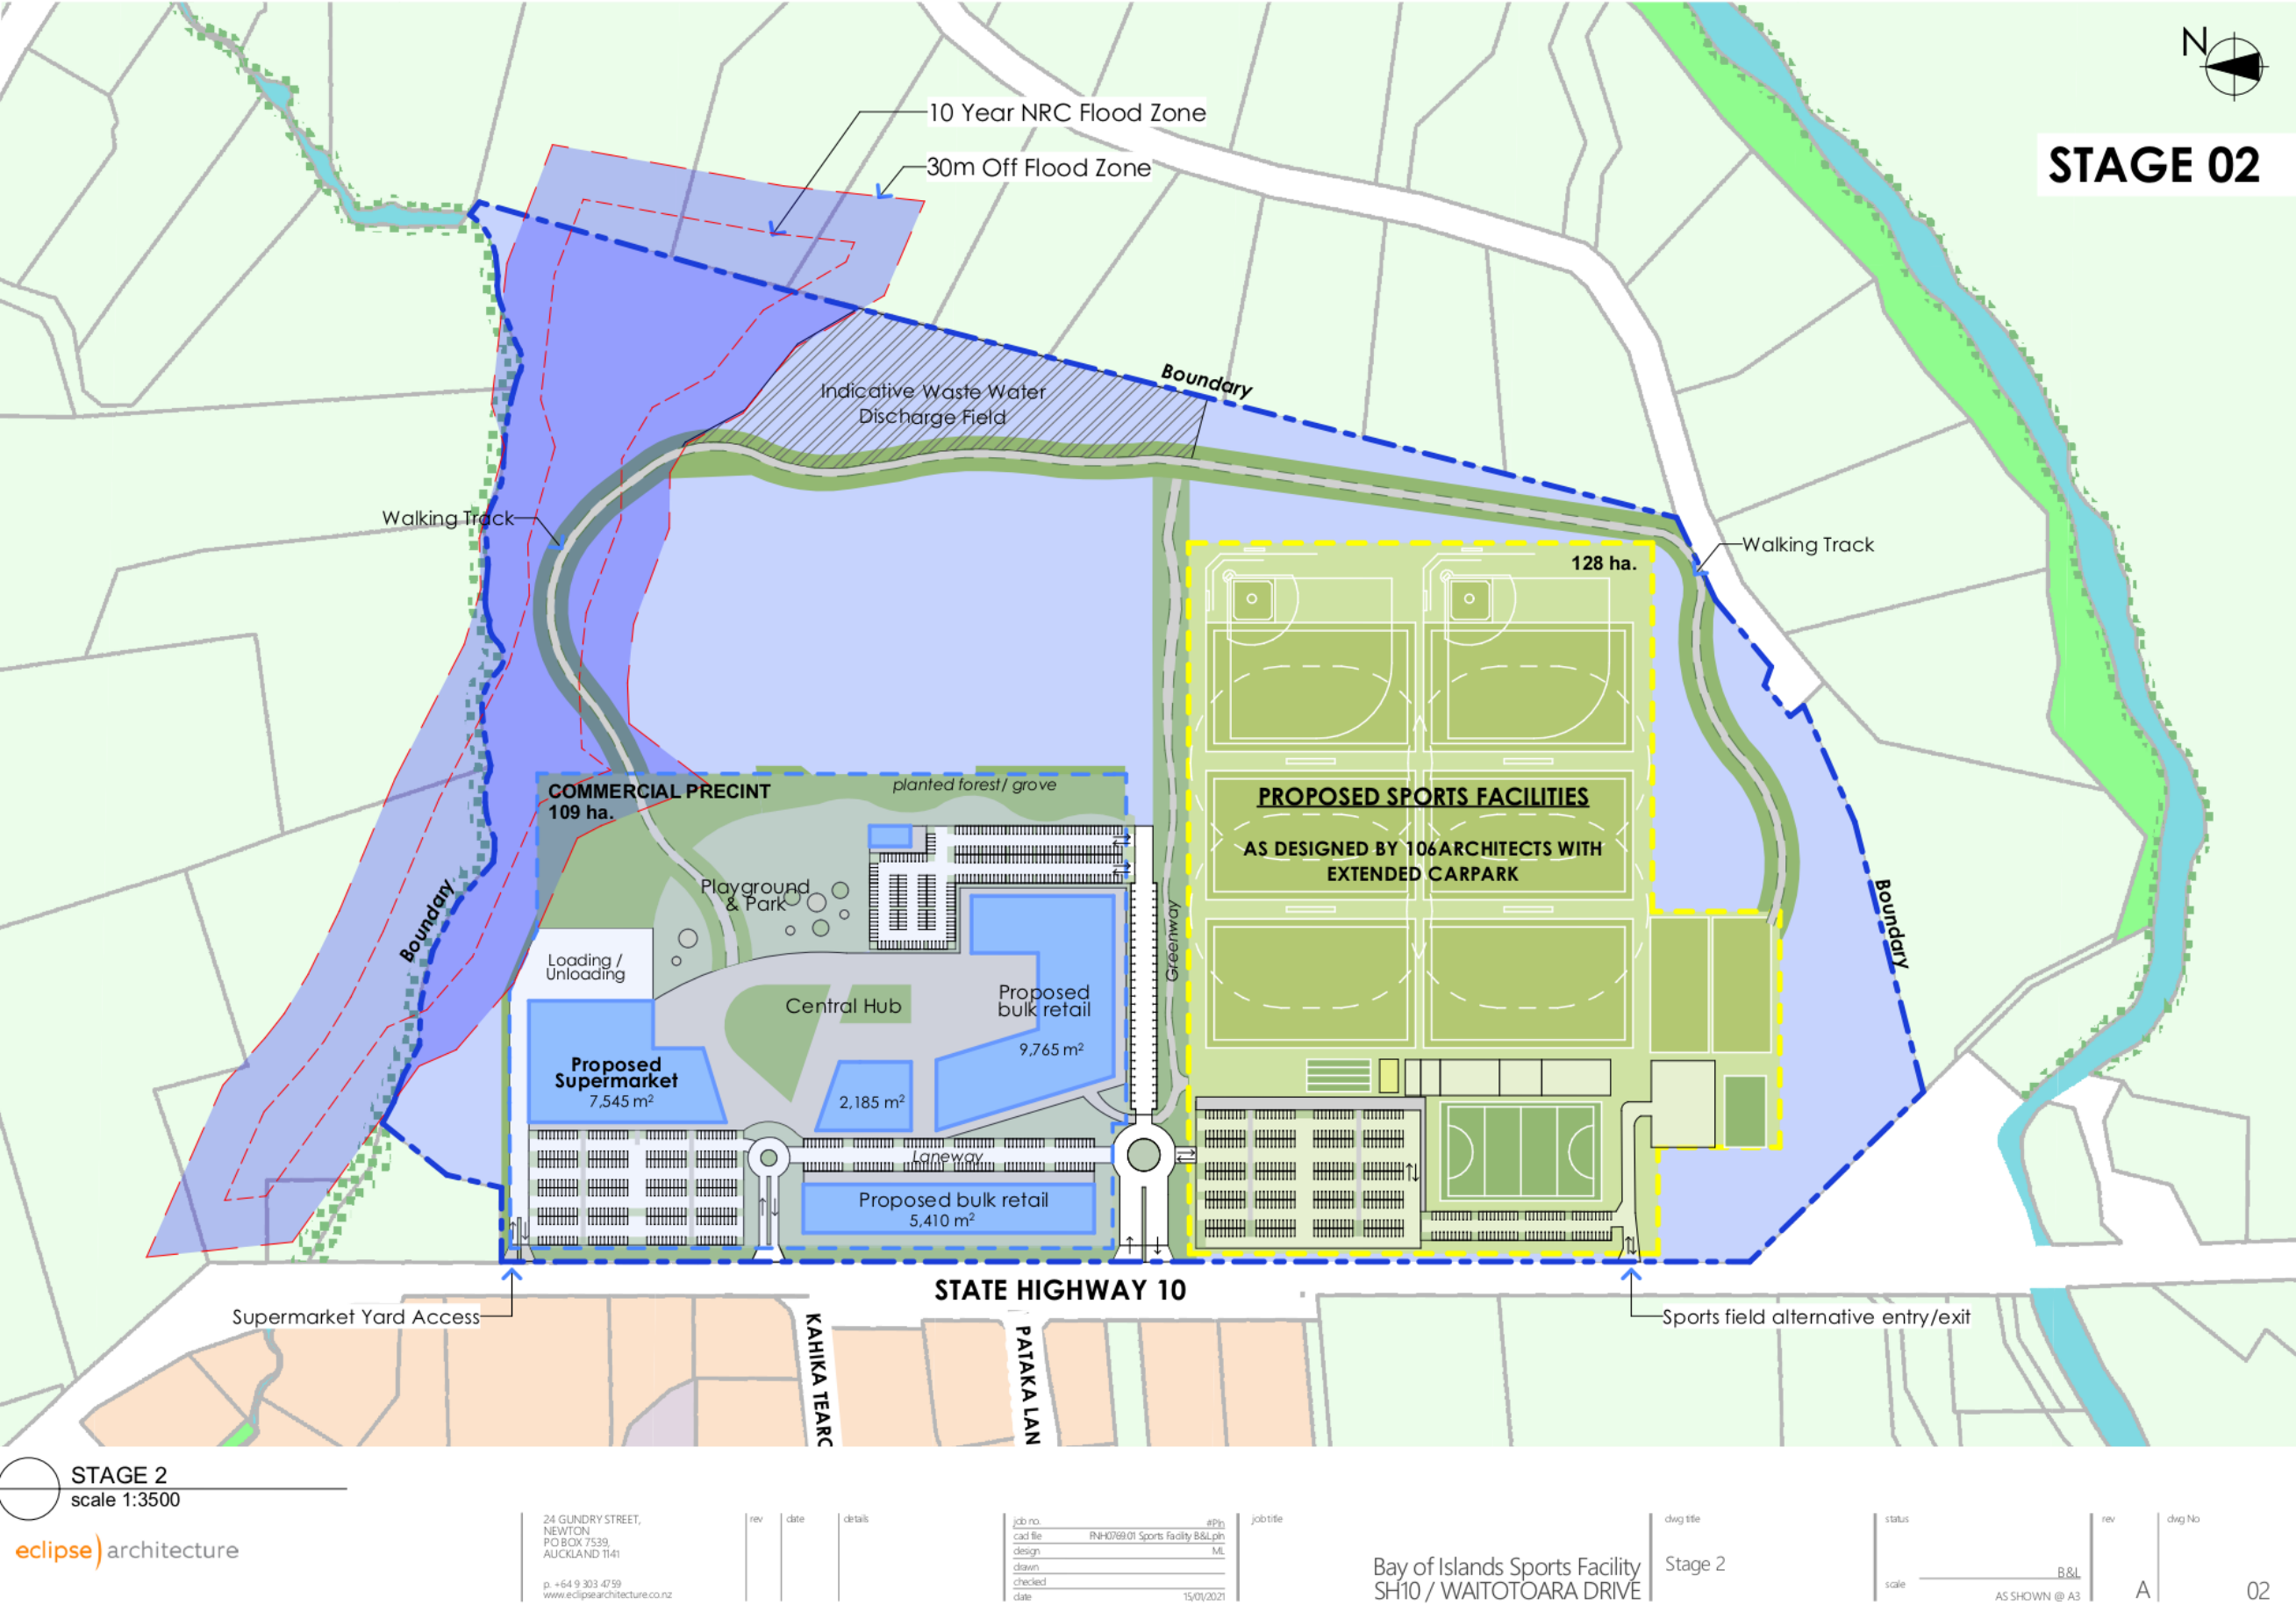 N
STAGE 02
10 Year NRC Flood Zone
30m Off Flood Zone
Boundary
Indicative Waste Water
Discharge Field
Walking Track
Walking Track
128 ha.
COMMERCIAL PRECINT
109 ha.
planted forest/ grove
PROPOSED SPORTS FACILITIES
AS DESIGNED BY 106ARCHITECTS WITH
EXTENDED CARPARK
Playground
& Park
Boundary
Boundary
Greenway
Loading /
Unloading
Central Hub
Proposed
bulk retail
9,765 m²
Proposed
Supermarket
7,545 m²
2,185 m²
Laneway
Proposed bulk retail
5,410 m²
STATE HIGHWAY 10
Supermarket Yard Access
Sports field alternative entry/exit
KAHIKA TEARO
PATAKA LAN
STAGE 2
scale 1:3500
eclipse) architecture
24 GUNDRY STREET,
NEWTON
PO BOX 7539,
AUCKLAND 1141
p. +64 9 303 4759
www.eclipsearchitecture.co.nz
rev
date
details
job no. #Pln
cad file FNH0769.01 Sports Facility B&L.pln
design ML
drawn
checked
date 15/01/2021
job title
Bay of Islands Sports Facility
SH10 / WAITOTOARA DRIVE
dwg title
Stage 2
status
B&L
scale
AS SHOWN @ A3
rev
A
dwg No
02